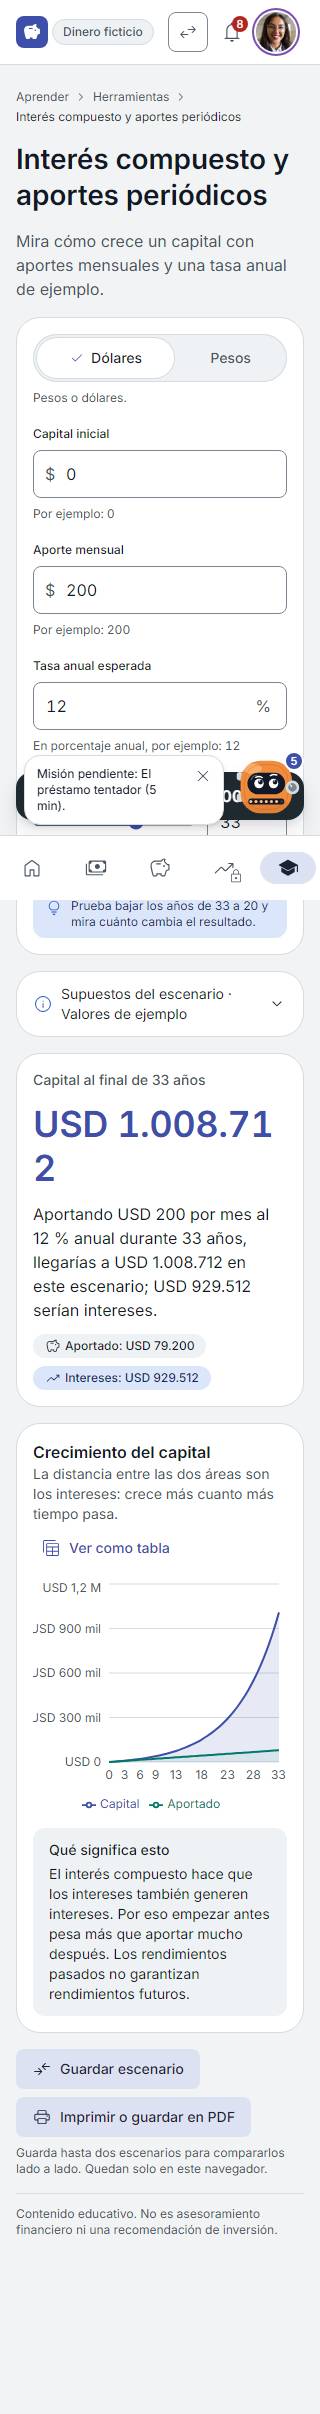 Dinero ficticio
8
Aprender > Herramientas >
Interés compuesto y aportes periódicos
Interés compuesto y
aportes periódicos
Mira cómo crece un capital con
aportes mensuales y una tasa anual
de ejemplo.
Dólares Pesos
Pesos o dólares.
Capital inicial
$ 0
Por ejemplo: 0
Aporte mensual
$ 200
Por ejemplo: 200
Tasa anual esperada
12 %
En porcentaje anual, por ejemplo: 12
5
Misión pendiente: El
préstamo tentador (5
min).
33
Prueba bajar los años de 33 a 20 y
mira cuánto cambia el resultado.
Supuestos del escenario ·
Valores de ejemplo
Capital al final de 33 años
USD 1.008.71
2
Aportando USD 200 por mes al
12 % anual durante 33 años,
llegarías a USD 1.008.712 en
este escenario; USD 929.512
serían intereses.
Aportado: USD 79.200
Intereses: USD 929.512
Crecimiento del capital
La distancia entre las dos áreas son
los intereses: crece más cuanto más
tiempo pasa.
Ver como tabla
USD 1,2 M
USD 900 mil
USD 600 mil
USD 300 mil
USD 0
0 3 6 9 13 18 23 28 33
Capital Aportado
Qué significa esto
El interés compuesto hace que
los intereses también generen
intereses. Por eso empezar antes
pesa más que aportar mucho
después. Los rendimientos
pasados no garantizan
rendimientos futuros.
Guardar escenario
Imprimir o guardar en PDF
Guarda hasta dos escenarios para compararlos
lado a lado. Quedan solo en este navegador.
Contenido educativo. No es asesoramiento
financiero ni una recomendación de inversión.